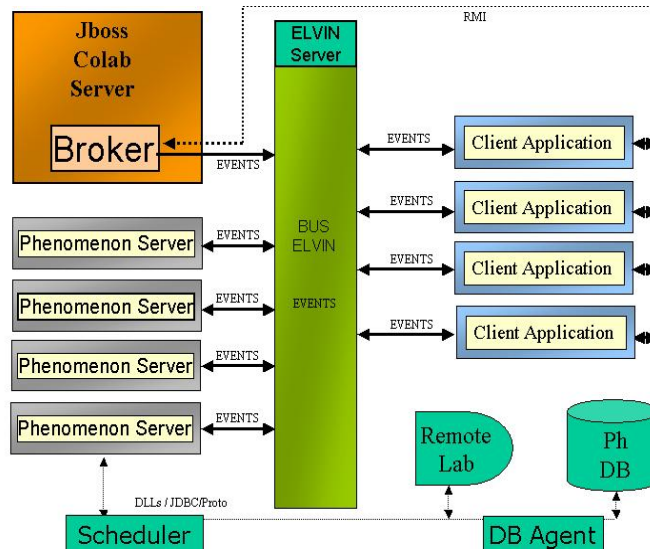 Jboss
Colab
Server
Broker
EVENTS
ELVIN
Server
RMI
BUS
ELVIN
EVENTS
EVENTS
Client Application
EVENTS
Client Application
EVENTS
Client Application
EVENTS
Client Application
Phenomenon Server
EVENTS
Phenomenon Server
EVENTS
Phenomenon Server
EVENTS
Phenomenon Server
EVENTS
Remote
Lab
Ph
DB
DLLs / JDBC/Proto
Scheduler
DB Agent